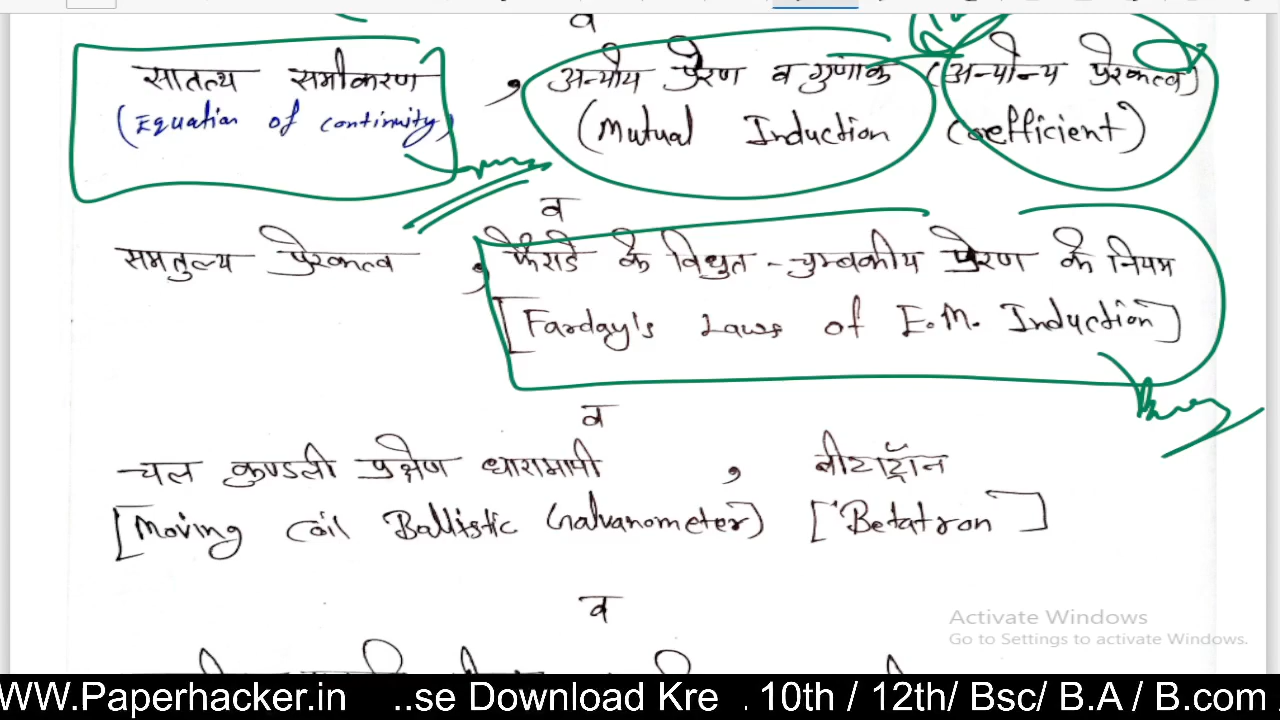 व
सातत्य समीकरण , अन्योय प्रेरण व गुणांक (अन्योन्य प्रेरकत्व)
(Equation of continuity) (Mutual Induction Coefficient)
व
समतुल्य प्रेरकत्व , फैराडे के विधुत - चुम्बकीय प्रेरण के नियम
[Farday's Laws of E.M. Induction]
व
चल कुण्डली प्रक्षेण धारामापी , बीटाट्रॉन
[Moving coil Ballistic Galvanometer) [Betatron]
व
Activate Windows
Go to Settings to activate Windows.
WW.Paperhacker.in ..se Download Kre . 10th / 12th/ Bsc/ B.A / B.com